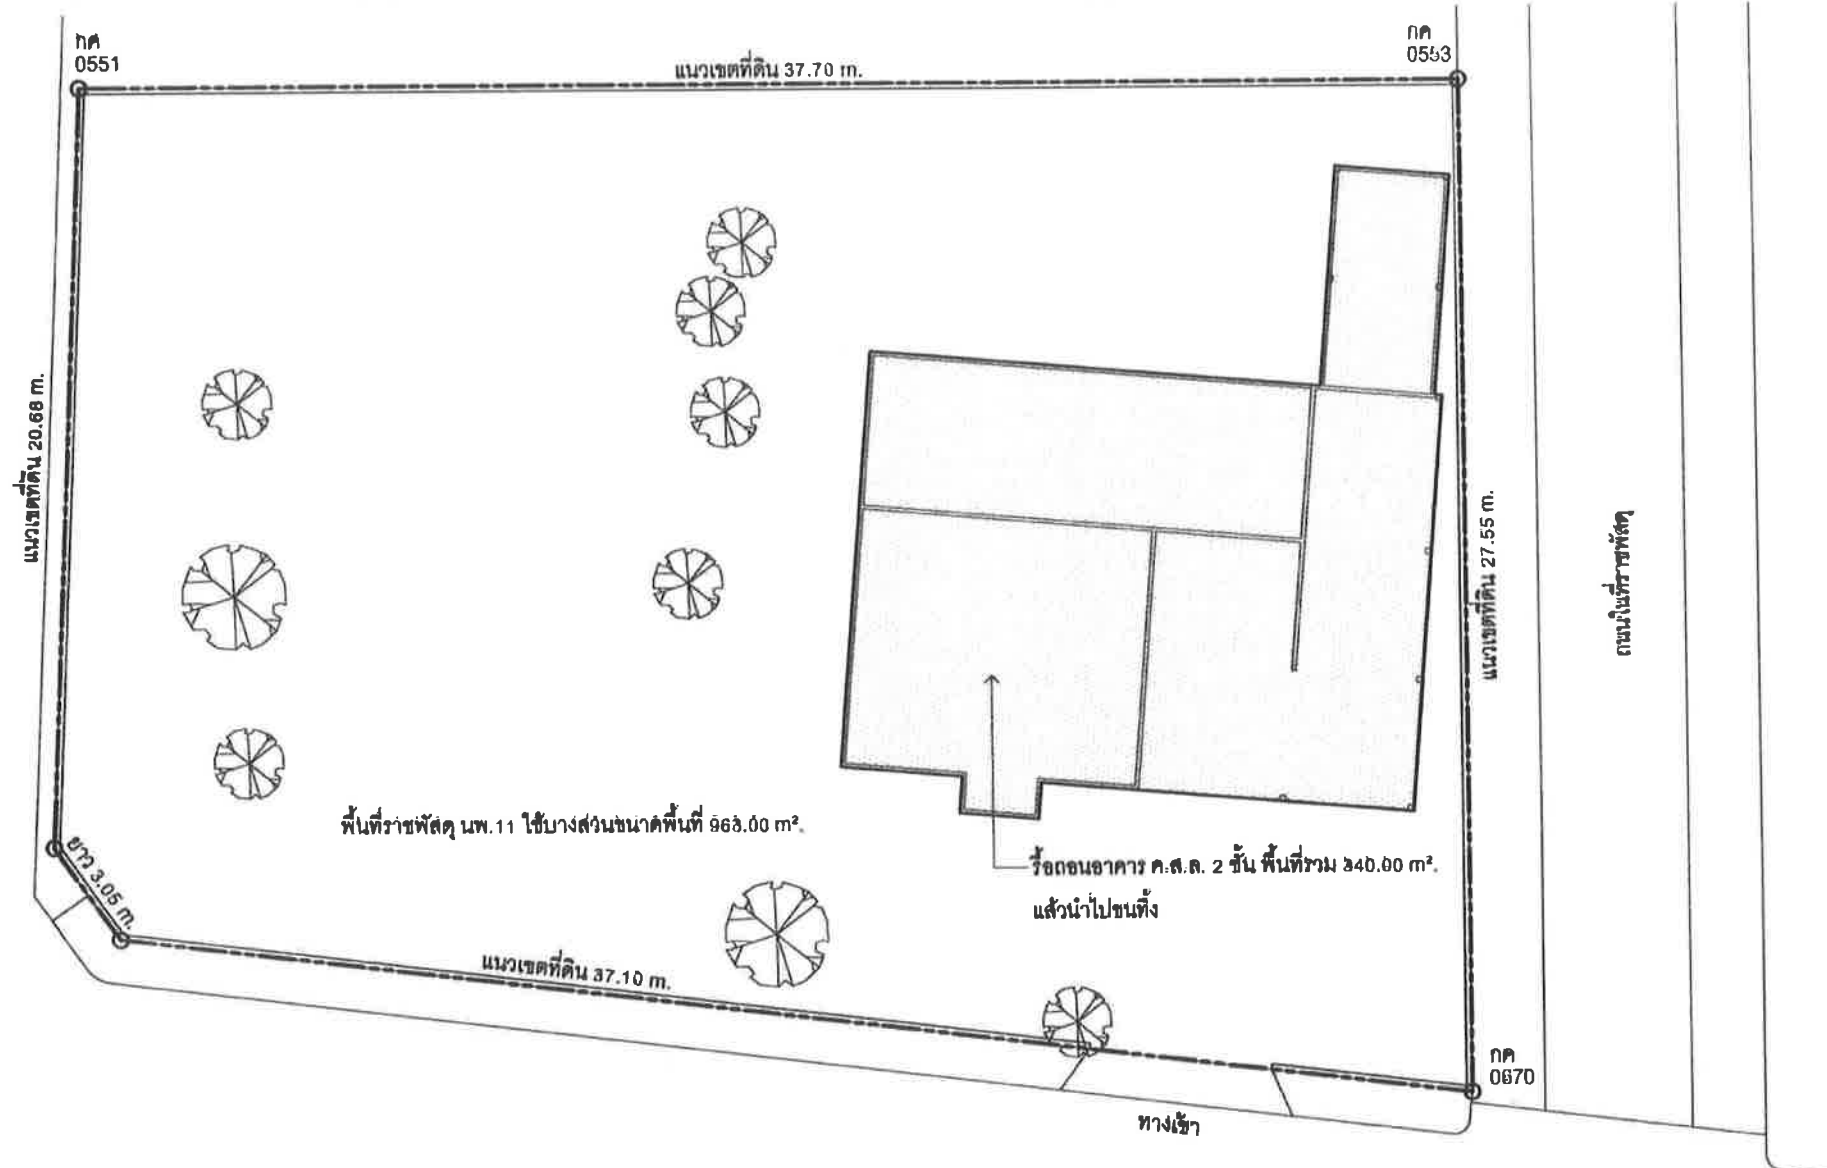 กค
0551
แนวเขตที่ดิน 37.70 m.
กค
0553
แนวเขตที่ดิน 20.68 m.
แนวเขตที่ดิน 27.55 m.
ถนนในที่ราชพัสดุ
พื้นที่ราชพัสดุ นพ.11 ใช้บางส่วนขนาดพื้นที่ 963.00 m².
ยาว 3.05 m.
รื้อถอนอาคาร ค.ส.ล. 2 ชั้น พื้นที่รวม 340.00 m².
แล้วนำไปขนทิ้ง
แนวเขตที่ดิน 37.10 m.
กค
0670
ทางเข้า